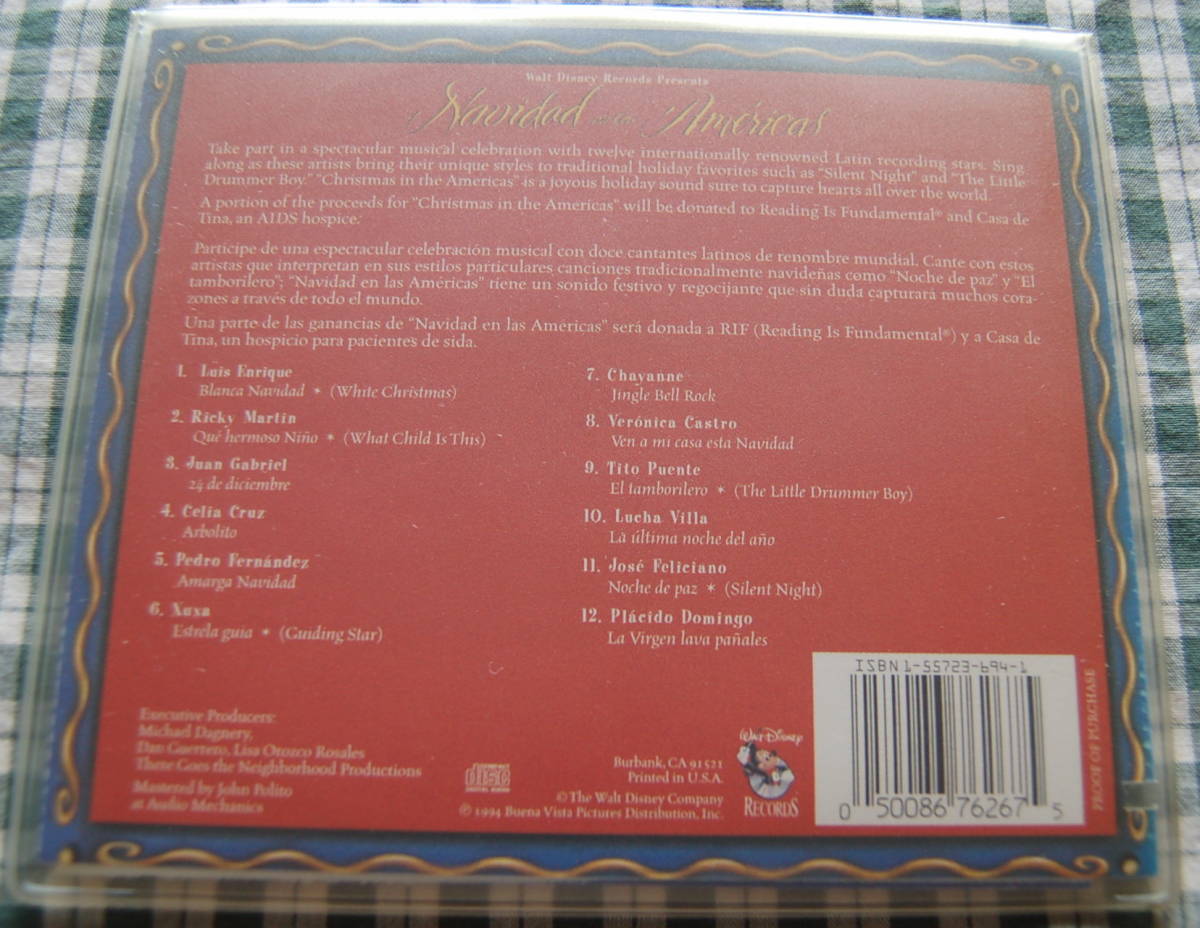 Walt Disney Records Presents
Navidad en las Américas
Take part in a spectacular musical celebration with twelve internationally renowned Latin recording stars. Sing
along as these artists bring their unique styles to traditional holiday favorites such as "Silent Night" and "The Little
Drummer Boy." "Christmas in the Americas" is a joyous holiday sound sure to capture hearts all over the world.
A portion of the proceeds for "Christmas in the Americas" will be donated to Reading Is Fundamental® and Casa de
Tina, an AIDS hospice.
Participe de una espectacular celebración musical con doce cantantes latinos de renombre mundial. Cante con estos
artistas que interpretan en sus estilos particulares canciones tradicionalmente navideñas como "Noche de paz" y "El
tamborilero"; "Navidad en las Américas" tiene un sonido festivo y regocijante que sin duda capturará muchos cora-
zones a través de todo el mundo.
Una parte de las ganancias de "Navidad en las Américas" será donada a RIF (Reading Is Fundamental®) y a Casa de
Tina, un hospicio para pacientes de sida.
1. Luis Enrique
Blanca Navidad * (White Christmas)
2. Ricky Martin
Qué hermoso Niño * (What Child Is This)
3. Juan Gabriel
24 de diciembre
4. Celia Cruz
Arbolito
5. Pedro Fernández
Amarga Navidad
6. Xuxa
Estrela guia * (Guiding Star)
7. Chayanne
Jingle Bell Rock
8. Verónica Castro
Ven a mi casa esta Navidad
9. Tito Puente
El tamborilero * (The Little Drummer Boy)
10. Lucha Villa
La última noche del año
11. José Feliciano
Noche de paz * (Silent Night)
12. Plácido Domingo
La Virgen lava pañales
Executive Producers:
Michael Dagnery,
Dan Guerrero, Lisa Orozco Rosales
There Goes the Neighborhood Productions
Mastered by John Polito
at Audio Mechanics
disc
DIGITAL AUDIO
Burbank, CA 91521
Printed in U.S.A.
© The Walt Disney Company
℗ 1994 Buena Vista Pictures Distribution, Inc.
Walt Disney
RECORDS
ISBN 1-55723-694-1
0 50086 76267 5
PROOF OF PURCHASE